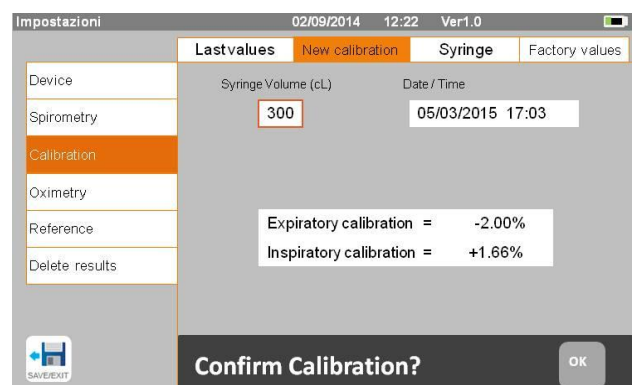 Impostazioni 02/09/2014 12:22 Ver1.0
Lastvalues New calibration Syringe Factory values
Device
Spirometry
Calibration
Oximetry
Reference
Delete results
Syringe Volume (cL) Date / Time
300 05/03/2015 17:03
Expiratory calibration = -2.00%
Inspiratory calibration = +1.66%
SAVE/EXIT
Confirm Calibration? OK